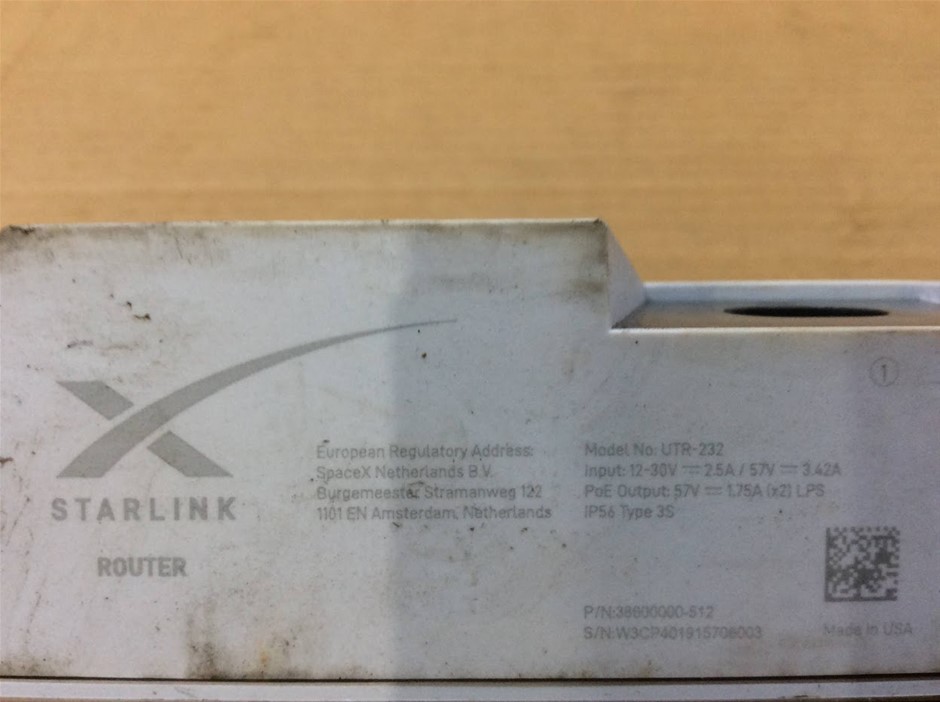 STARLINK
ROUTER
European Regulatory Address:
SpaceX Netherlands B.V.
Burgemeester Stramanweg 122
1101 EN Amsterdam, Netherlands
Model No: UTR-232
Input: 12-30V ⎓ 2.5A / 57V ⎓ 3.42A
PoE Output: 57V ⎓ 1.75A (x2) LPS
IP56 Type 3S
1
P/N:38600000-512
S/N:W3CP401915706003
Made in USA